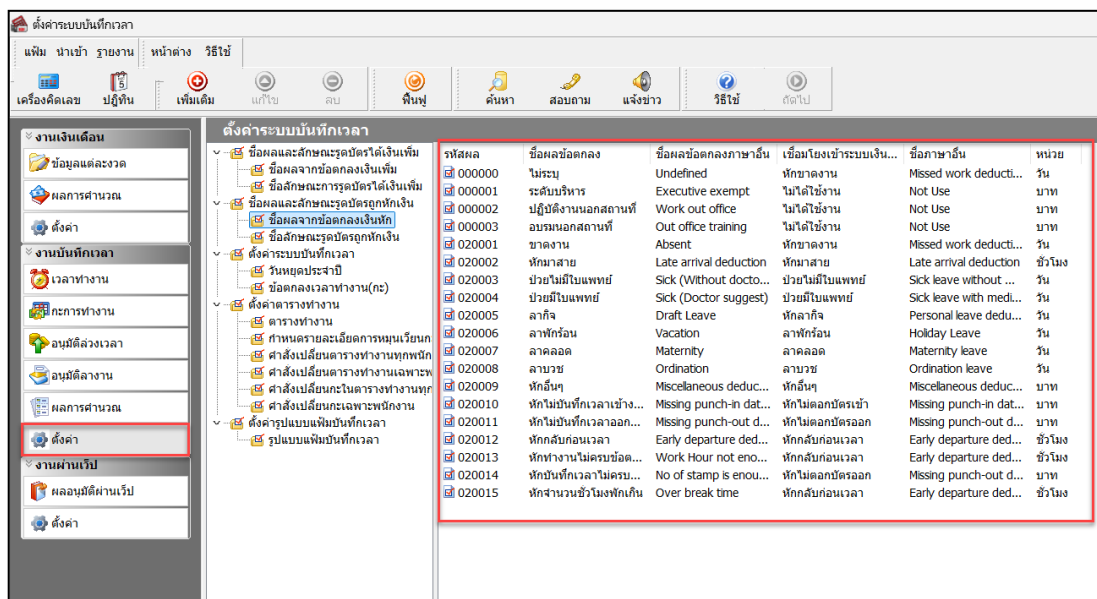 ตั้งค่าระบบบันทึกเวลา
แฟ้ม นำเข้า รายงาน หน้าต่าง วิธีใช้
เครื่องคิดเลข ปฏิทิน เพิ่มเติม แก้ไข ลบ ฟื้นฟู ค้นหา สอบถาม แจ้งข่าว วิธีใช้ ถัดไป
งานเงินเดือน
ข้อมูลแต่ละงวด
ผลการคำนวณ
ตั้งค่า
งานบันทึกเวลา
เวลาทำงาน
กะการทำงาน
อนุมัติล่วงเวลา
อนุมัติลางาน
ผลการคำนวณ
ตั้งค่า
งานผ่านเว็ป
ผลอนุมัติผ่านเว็ป
ตั้งค่า
ตั้งค่าระบบบันทึกเวลา
ชื่อผลและลักษณะรูดบัตรได้เงินเพิ่ม
ชื่อผลจากข้อตกลงเงินเพิ่ม
ชื่อลักษณะการรูดบัตรได้เงินเพิ่ม
ชื่อผลและลักษณะรูดบัตรถูกหักเงิน
ชื่อผลจากข้อตกลงเงินหัก
ชื่อลักษณะรูดบัตรถูกหักเงิน
ตั้งค่าระบบบันทึกเวลา
วันหยุดประจำปี
ข้อตกลงเวลาทำงาน(กะ)
ตั้งค่าตารางทำงาน
ตารางทำงาน
กำหนดรายละเอียดการหมุนเวียนก
คำสั่งเปลี่ยนตารางทำงานทุกพนัก
คำสั่งเปลี่ยนตารางทำงานเฉพาะพ
คำสั่งเปลี่ยนกะในตารางทำงานทุก
คำสั่งเปลี่ยนกะเฉพาะพนักงาน
ตั้งค่ารูปแบบแฟ้มบันทึกเวลา
รูปแบบแฟ้มบันทึกเวลา
รหัสผล ชื่อผลข้อตกลง ชื่อผลข้อตกลงภาษาอื่น เชื่อมโยงเข้าระบบเงิน... ชื่อภาษาอื่น หน่วย
000000 ไม่ระบุ Undefined หักขาดงาน Missed work deducti... วัน
000001 ระดับบริหาร Executive exempt ไม่ได้ใช้งาน Not Use บาท
000002 ปฏิบัติงานนอกสถานที่ Work out office ไม่ได้ใช้งาน Not Use บาท
000003 อบรมนอกสถานที่ Out office training ไม่ได้ใช้งาน Not Use บาท
020001 ขาดงาน Absent หักขาดงาน Missed work deducti... วัน
020002 หักมาสาย Late arrival deduction หักมาสาย Late arrival deduction ชั่วโมง
020003 ป่วยไม่มีใบแพทย์ Sick (Without docto... ป่วยไม่มีใบแพทย์ Sick leave without ... วัน
020004 ป่วยมีใบแพทย์ Sick (Doctor suggest) ป่วยมีใบแพทย์ Sick leave with medi... วัน
020005 ลากิจ Draft Leave หักลากิจ Personal leave dedu... วัน
020006 ลาพักร้อน Vacation ลาพักร้อน Holiday Leave วัน
020007 ลาคลอด Maternity ลาคลอด Maternity leave วัน
020008 ลาบวช Ordination ลาบวช Ordination leave วัน
020009 หักอื่นๆ Miscellaneous deduc... หักอื่นๆ Miscellaneous deduc... บาท
020010 หักไม่บันทึกเวลาเข้าง... Missing punch-in dat... หักไม่ตอกบัตรเข้า Missing punch-in dat... บาท
020011 หักไม่บันทึกเวลาออก... Missing punch-out d... หักไม่ตอกบัตรออก Missing punch-out d... บาท
020012 หักกลับก่อนเวลา Early departure ded... หักกลับก่อนเวลา Early departure ded... ชั่วโมง
020013 หักทำงานไม่ครบข้อต... Work Hour not eno... หักกลับก่อนเวลา Early departure ded... ชั่วโมง
020014 หักบันทึกเวลาไม่ครบ... No of stamp is enou... หักไม่ตอกบัตรออก Missing punch-out d... บาท
020015 หักจำนวนชั่วโมงพักเกิน Over break time หักกลับก่อนเวลา Early departure ded... ชั่วโมง